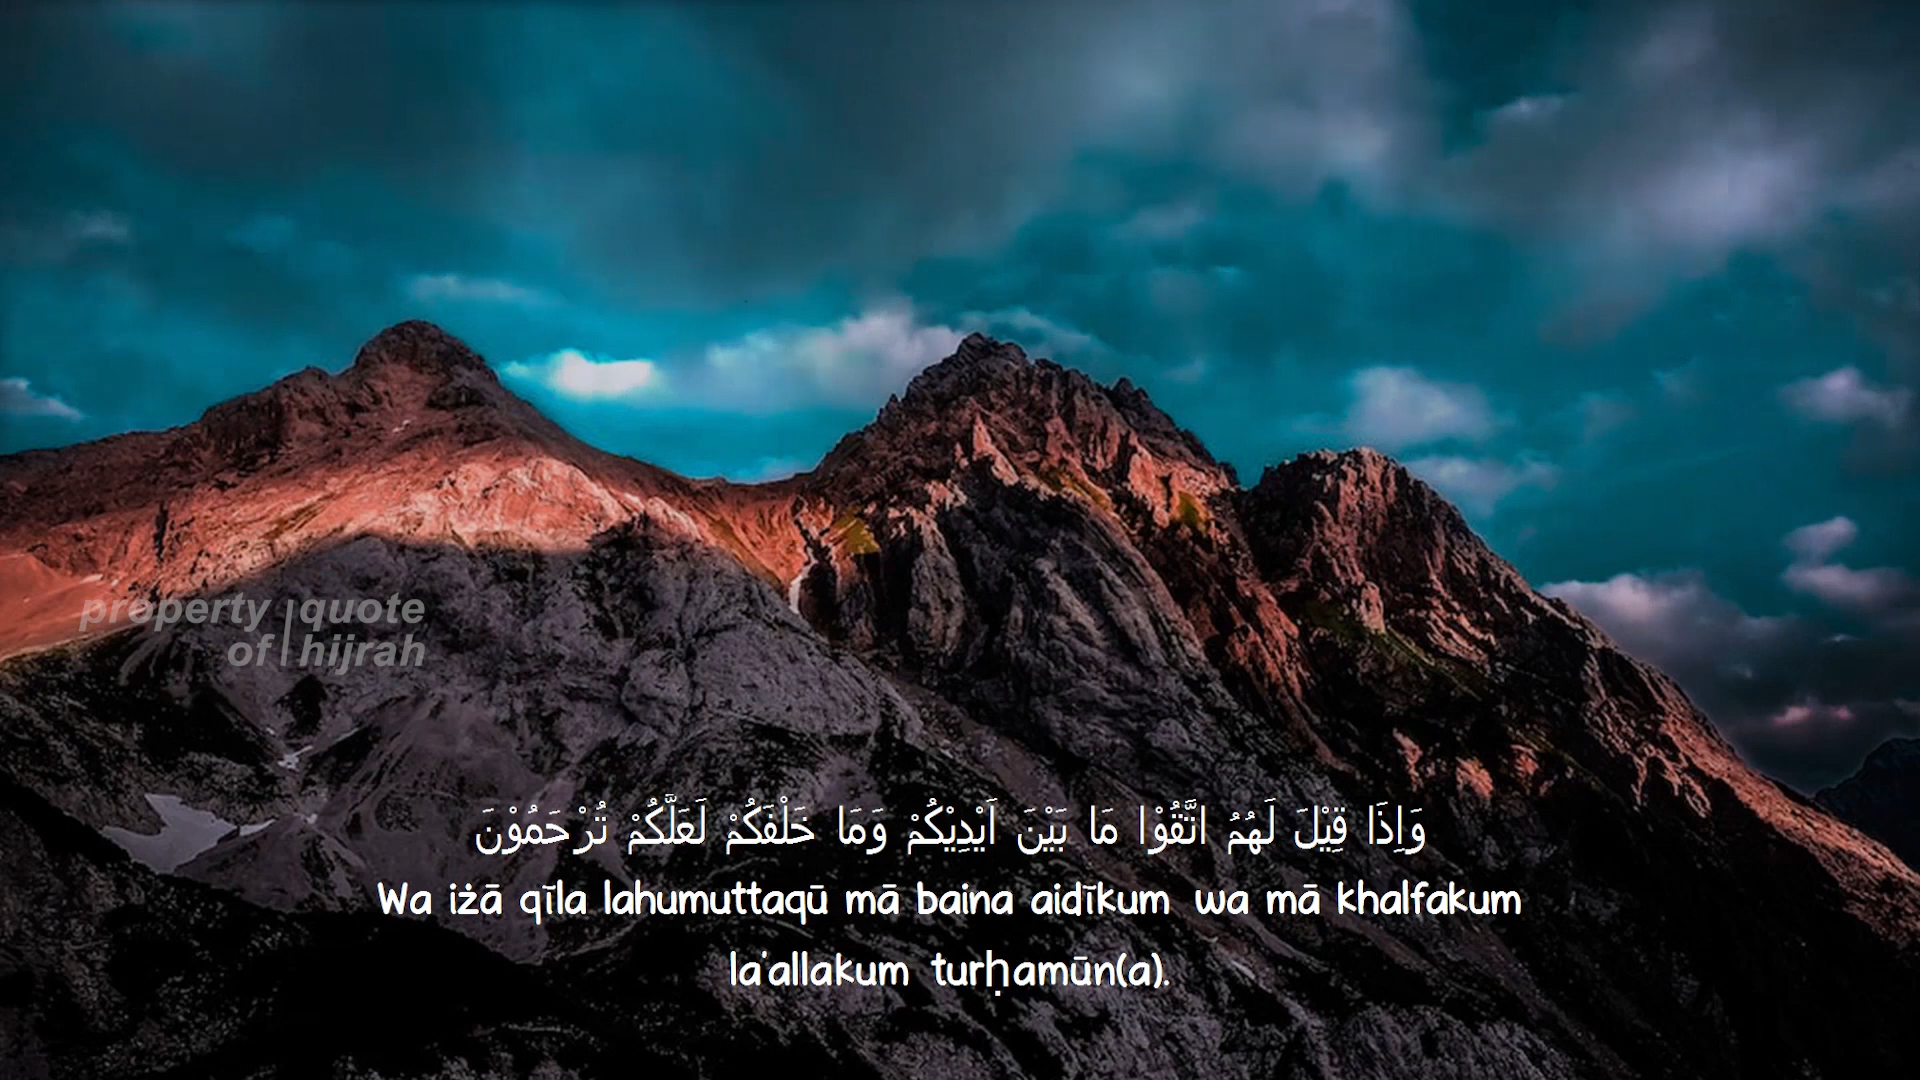 property | quote
of | hijrah
وَاِذَا قِيْلَ لَهُمُ اتَّقُوْا مَا بَيْنَ اَيْدِيْكُمْ وَمَا خَلْفَكُمْ لَعَلَّكُمْ تُرْحَمُوْنَ
Wa iżā qīla lahumuttaqū mā baina aidīkum wa mā khalfakum
la'allakum turḥamūn(a).